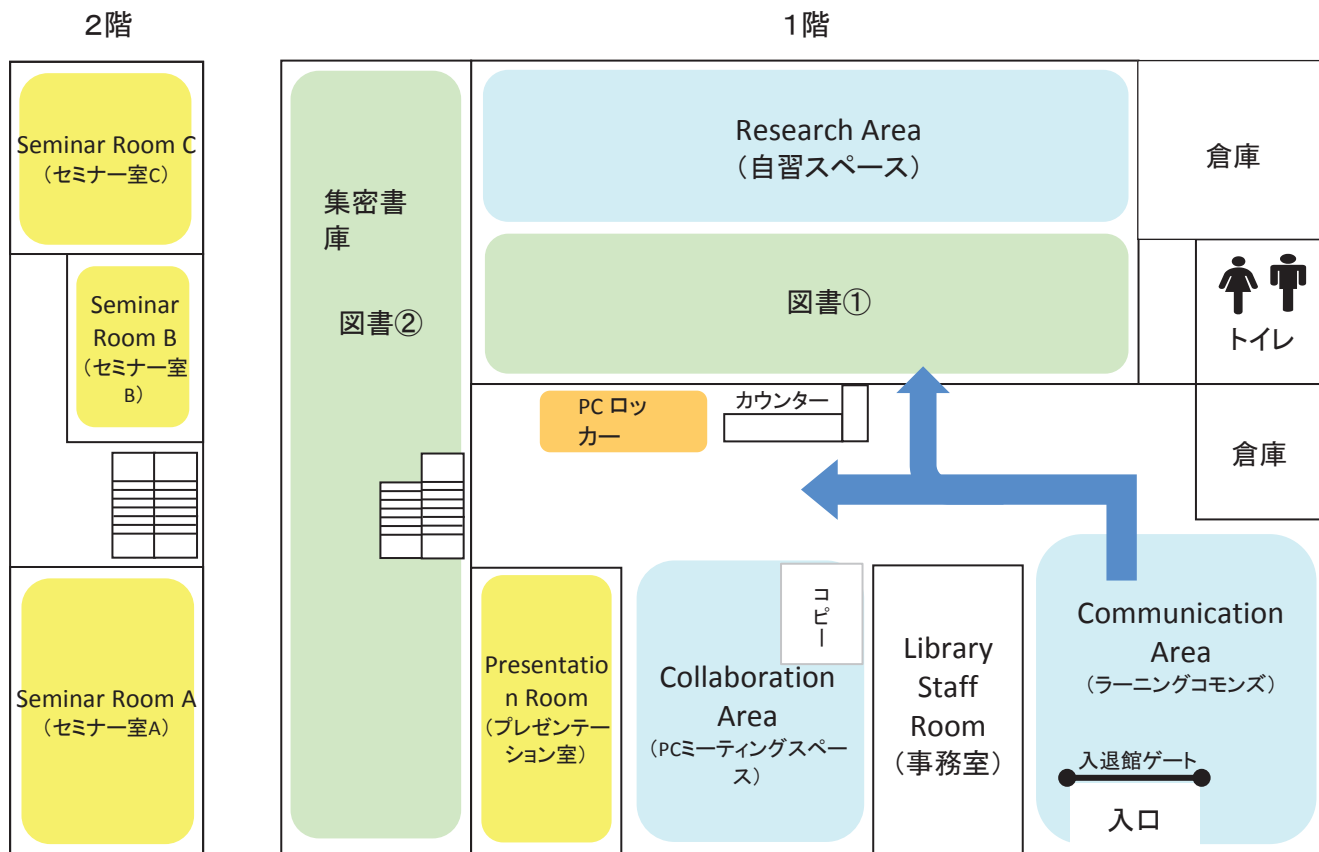 2階
1階
Seminar Room C
（セミナー室C）
Seminar
Room B
（セミナー室
B）
Seminar Room A
（セミナー室A）
集密書
庫
図書②
Research Area
（自習スペース）
図書①
倉庫
トイレ
倉庫
PC ロッ
カー
カウンター
Presentatio
n Room
（プレゼンテー
ション室）
コピー
Collaboration
Area
（PCミーティングスペー
ス）
Library
Staff
Room
（事務室）
Communication
Area
（ラーニングコモンズ）
入退館ゲート
入口